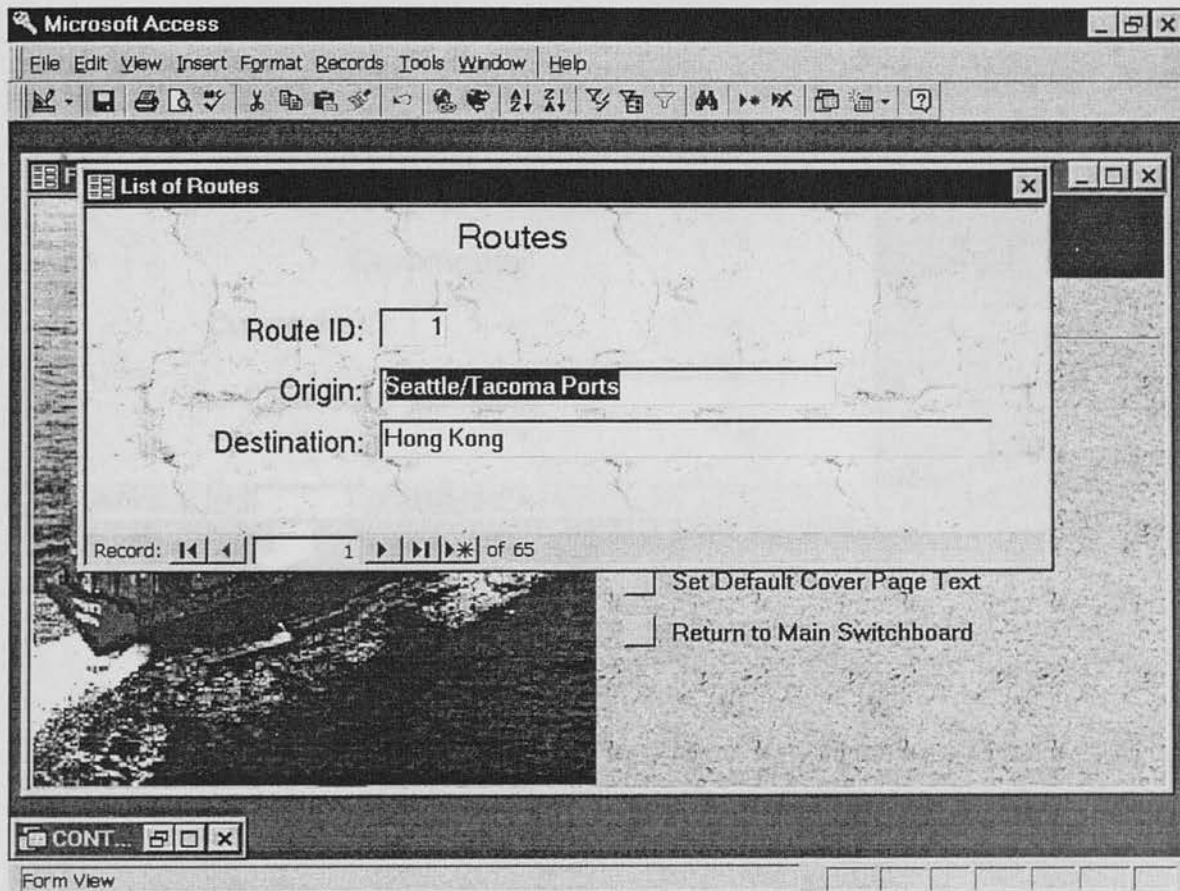 Microsoft Access
File Edit View Insert Format Records Tools Window Help
F
List of Routes
Routes
Route ID: 1
Origin: Seattle/Tacoma Ports
Destination: Hong Kong
Record: 1 of 65
Set Default Cover Page Text
Return to Main Switchboard
CONT...
Form View